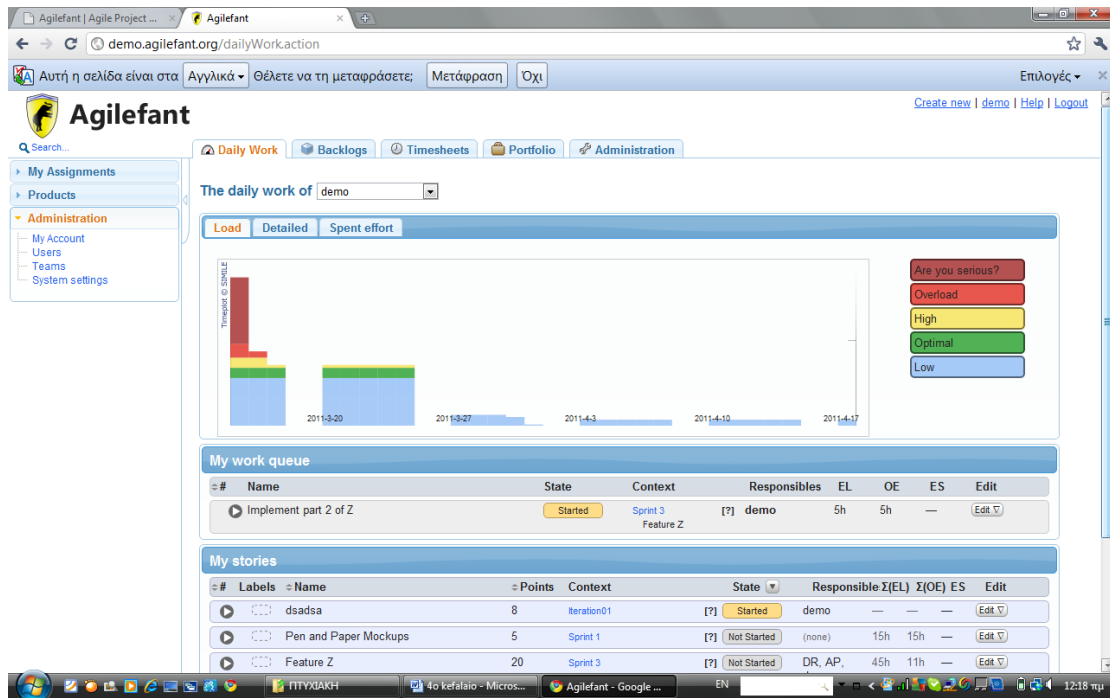 Agilefant | Agile Project ...
Agilefant
demo.agilefant.org/dailyWork.action
Αυτή η σελίδα είναι στα Αγγλικά Θέλετε να τη μεταφράσετε; Μετάφραση Όχι Επιλογές
Agilefant
Create new | demo | Help | Logout
Search...
Daily Work Backlogs Timesheets Portfolio Administration
My Assignments
Products
Administration
My Account
Users
Teams
System settings
The daily work of demo
Load Detailed Spent effort
Timeplot © SIMILE
Are you serious?
Overload
High
Optimal
Low
2011-3-20 2011-3-27 2011-4-3 2011-4-10 2011-4-17
My work queue
# Name State Context Responsibles EL OE ES Edit
Implement part 2 of Z Started Sprint 3 [?] demo 5h 5h — Edit
Feature Z
My stories
# Labels Name Points Context State Responsible Σ(EL) Σ(OE) ES Edit
dsadsa 8 Iteration01 [?] Started demo — — — Edit
Pen and Paper Mockups 5 Sprint 1 [?] Not Started (none) 15h 15h — Edit
Feature Z 20 Sprint 3 [?] Not Started DR, AP, 45h 11h — Edit
ΠΤΥΧΙΑΚΗ 4o kefalaio - Micros... Agilefant - Google ... EN 12:18 πμ